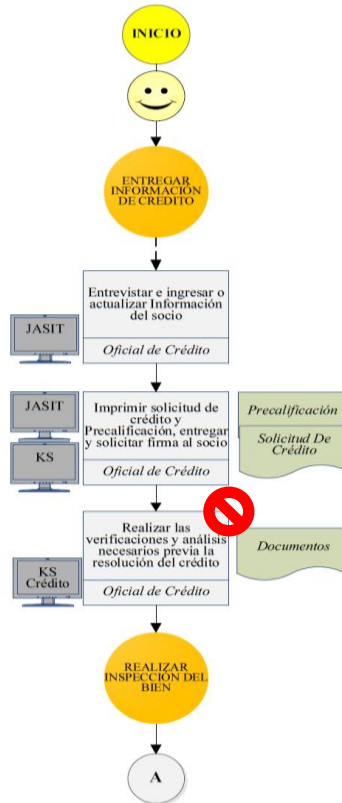 INICIO
ENTREGAR
INFORMACIÓN
DE CREDITO
Entrevistar e ingresar o
actualizar Información
del socio
JASIT
Oficial de Crédito
JASIT
KS
Imprimir solicitud de
crédito y
Precalificación, entregar
y solicitar firma al socio
Oficial de Crédito
Precalificación
Solicitud De
Crédito
Realizar las
verificaciones y análisis
necesarios previa la
resolución del crédito
KS
Crédito
Oficial de Crédito
Documentos
REALIZAR
INSPECCIÓN DEL
BIEN
A